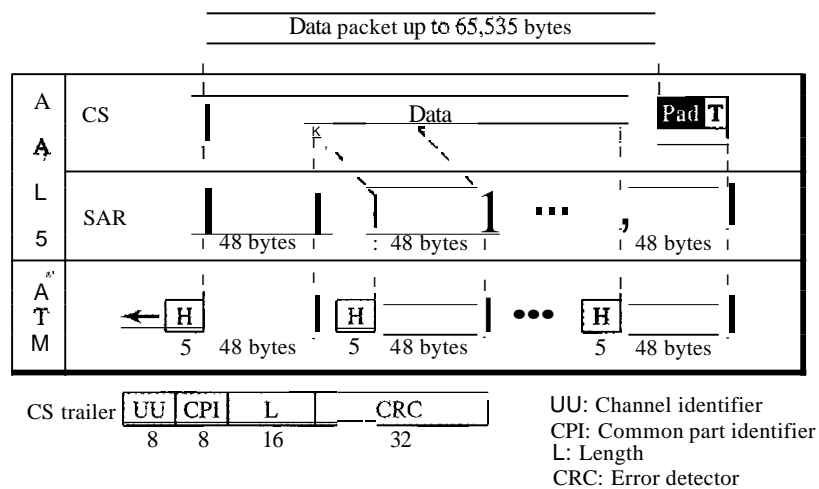 Data packet up to 65,535 bytes
A
A
L
5
CS
Data
Pad T
SAR
48 bytes
48 bytes
...
48 bytes
A
T
M
H
H
...
H
5 48 bytes
5 48 bytes
5 48 bytes
CS trailer UU CPI L CRC
8 8 16 32
UU: Channel identifier
CPI: Common part identifier
L: Length
CRC: Error detector